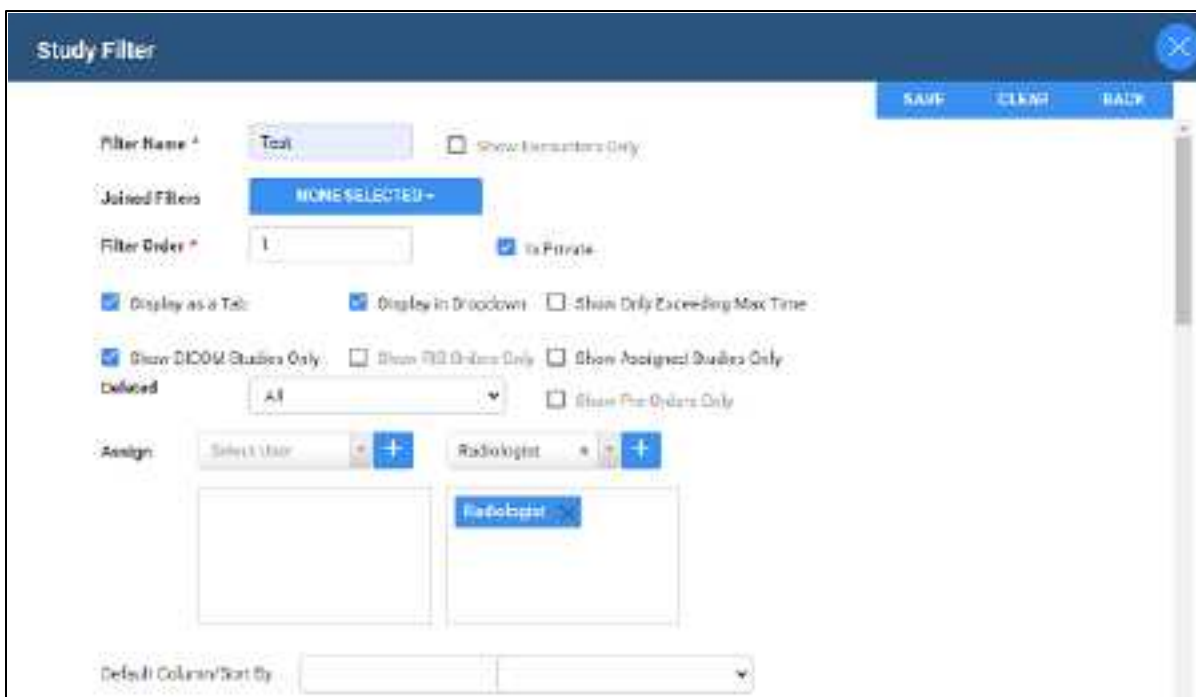 Study Filter
SAVE CLEAR BACK
Filter Name * Test Show Encounters Only
Joined Filters NONE SELECTED
Filter Order * 1 Is Private
Display as a Tab Display in Dropdown Show Only Exceeding Max Time
Show DICOM Studies Only Show RIS Orders Only Show Assigned Studies Only
Deleted All Show Pre-Orders Only
Assign Select User + Radiologist × +
Radiologist ×
Default Column/Sort By